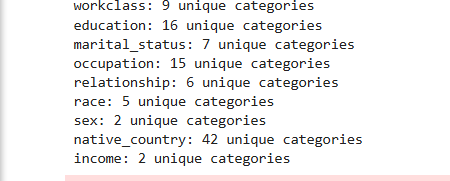 workclass: 9 unique categories
education: 16 unique categories
marital_status: 7 unique categories
occupation: 15 unique categories
relationship: 6 unique categories
race: 5 unique categories
sex: 2 unique categories
native_country: 42 unique categories
income: 2 unique categories